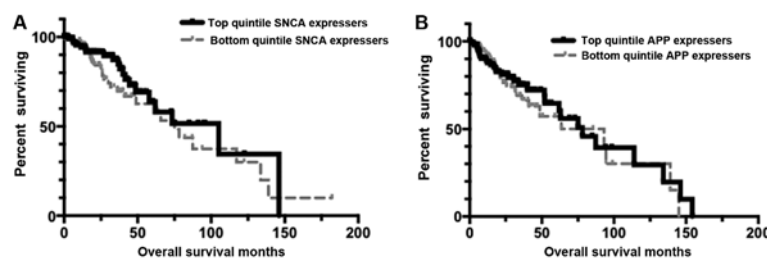 A
Top quintile SNCA expressers
Bottom quintile SNCA expressers
Percent surviving
100
50
0
0 50 100 150 200
Overall survival months
B
Top quintile APP expressers
Bottom quintile APP expressers
Percent surviving
100
50
0
0 50 100 150 200
Overall survival months